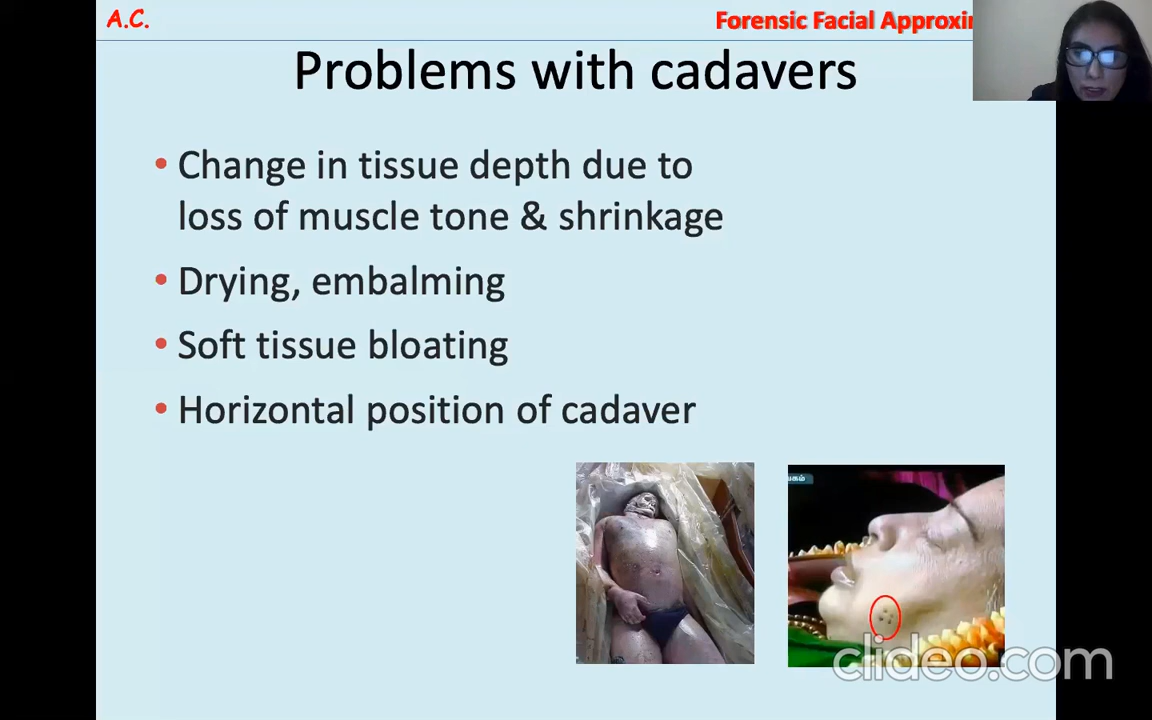 A.C.
Forensic Facial
Problems with cadavers
• Change in tissue depth due to
loss of muscle tone & shrinkage
• Drying, embalming
• Soft tissue bloating
• Horizontal position of cadaver
clideo.com